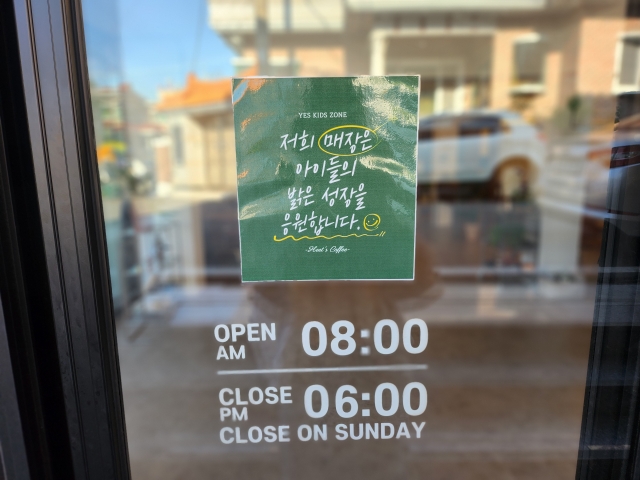 YES KIDS ZONE
저희 매장은
아이들의
밝은 성장을
응원합니다.
OPEN AM 08:00
CLOSE PM 06:00
CLOSE ON SUNDAY